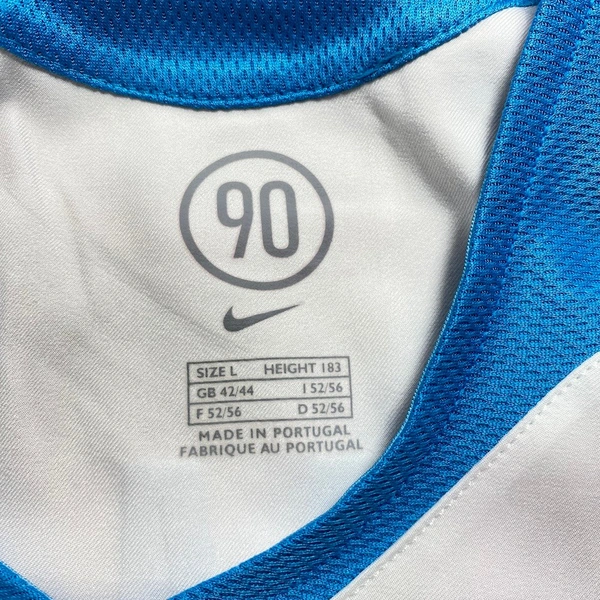 90
SIZE L HEIGHT 183
GB 42/44 I 52/56
F 52/56 D 52/56
MADE IN PORTUGAL
FABRIQUE AU PORTUGAL